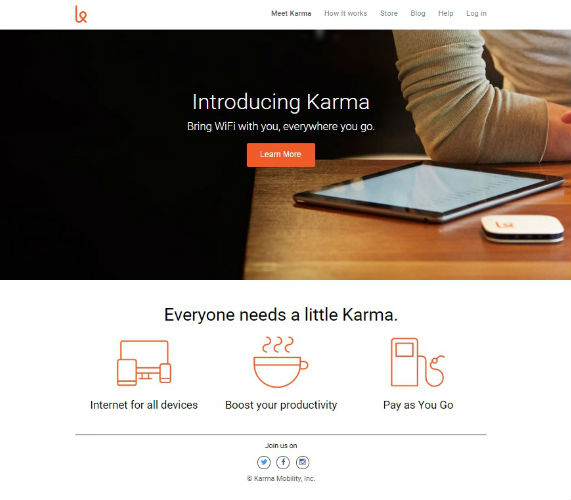 Meet Karma
How It works
Store
Blog
Help
Log in
Introducing Karma
Bring WiFi with you, everywhere you go.
Learn More
Everyone needs a little Karma.
Internet for all devices
Boost your productivity
Pay as You Go
Join us on
© Karma Mobility, Inc.